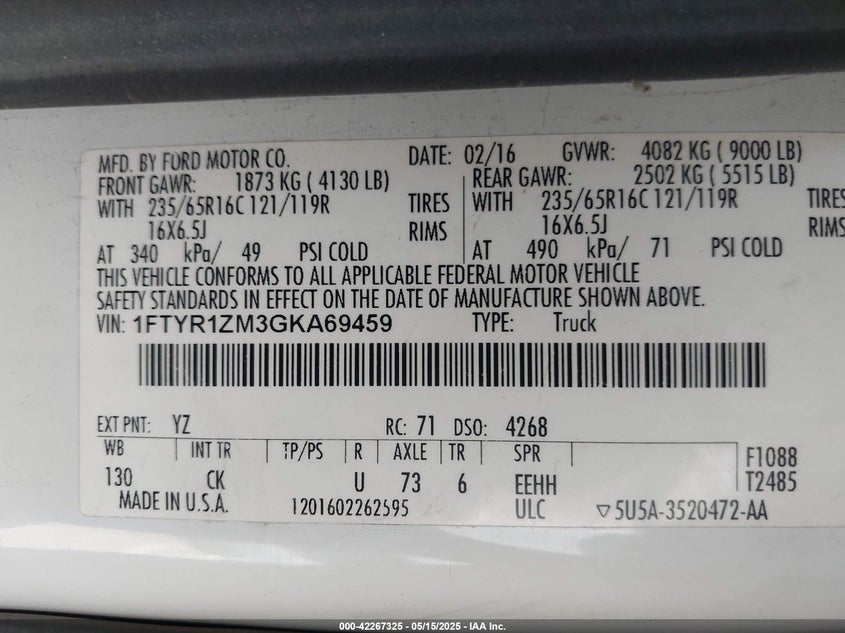 MFD. BY FORD MOTOR CO. DATE: 02/16 GVWR: 4082 KG ( 9000 LB)
FRONT GAWR: 1873 KG ( 4130 LB) REAR GAWR: 2502 KG ( 5515 LB)
WITH 235/65R16C 121/119R TIRES WITH 235/65R16C 121/119R TIRES
16X6.5J RIMS 16X6.5J RIMS
AT 340 kPa/ 49 PSI COLD AT 490 kPa/ 71 PSI COLD
THIS VEHICLE CONFORMS TO ALL APPLICABLE FEDERAL MOTOR VEHICLE
SAFETY STANDARDS IN EFFECT ON THE DATE OF MANUFACTURE SHOWN ABOVE.
VIN: 1FTYR1ZM3GKA69459 TYPE: Truck
EXT PNT: YZ RC: 71 DSO: 4268
WB INT TR TP/PS R AXLE TR SPR F1088
130 CK U 73 6 EEHH T2485
MADE IN U.S.A. 1201602262595 ULC ▽5U5A-3520472-AA
000-42267325 | 05/15/2025 - IAA Inc.